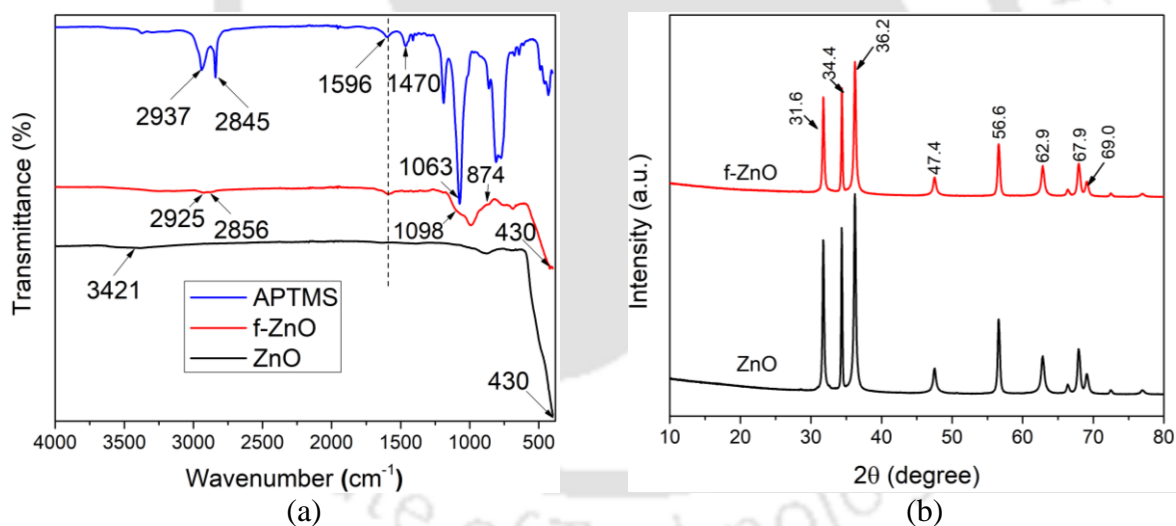 Transmittance (%)
2937
2845
1596
1470
1063
874
2925
2856
1098
430
3421
APTMS
f-ZnO
ZnO
430
4000 3500 3000 2500 2000 1500 1000 500
Wavenumber (cm⁻¹)
(a)
Intensity (a.u.)
31.6
34.4
36.2
47.4
56.6
62.9
67.9
69.0
f-ZnO
ZnO
10 20 30 40 50 60 70 80
2θ (degree)
(b)